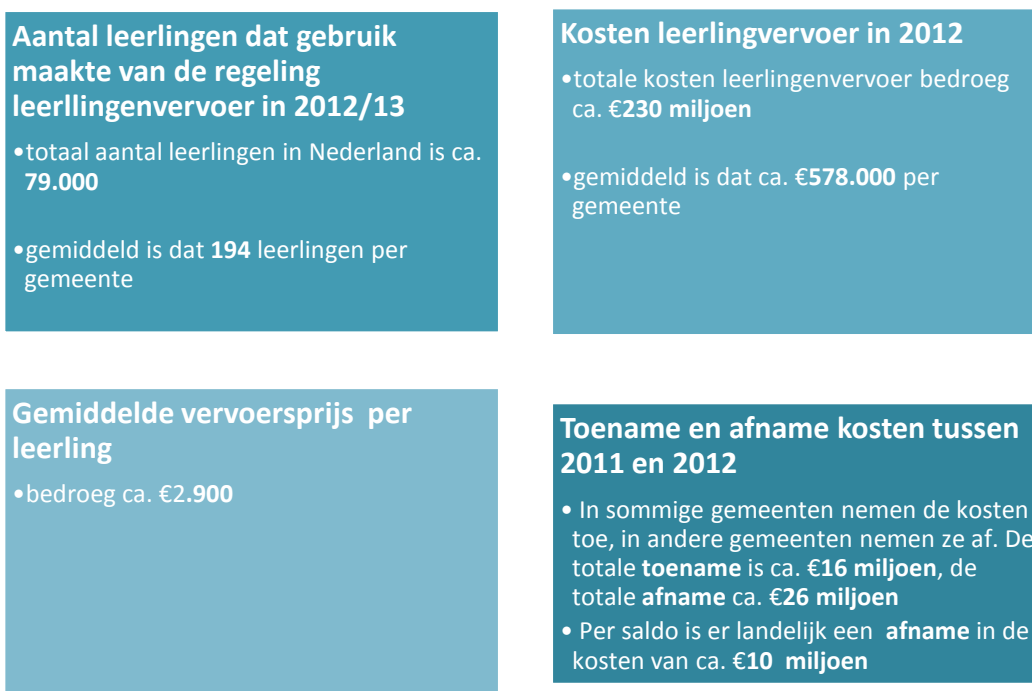 Aantal leerlingen dat gebruik
maakte van de regeling
leerllingenvervoer in 2012/13
•totaal aantal leerlingen in Nederland is ca.
79.000
•gemiddeld is dat 194 leerlingen per
gemeente
Kosten leerlingvervoer in 2012
•totale kosten leerlingenvervoer bedroeg
ca. €230 miljoen
•gemiddeld is dat ca. €578.000 per
gemeente
Gemiddelde vervoersprijs per
leerling
•bedroeg ca. €2.900
Toename en afname kosten tussen
2011 en 2012
• In sommige gemeenten nemen de kosten
toe, in andere gemeenten nemen ze af. De
totale toename is ca. €16 miljoen, de
totale afname ca. €26 miljoen
• Per saldo is er landelijk een afname in de
kosten van ca. €10 miljoen